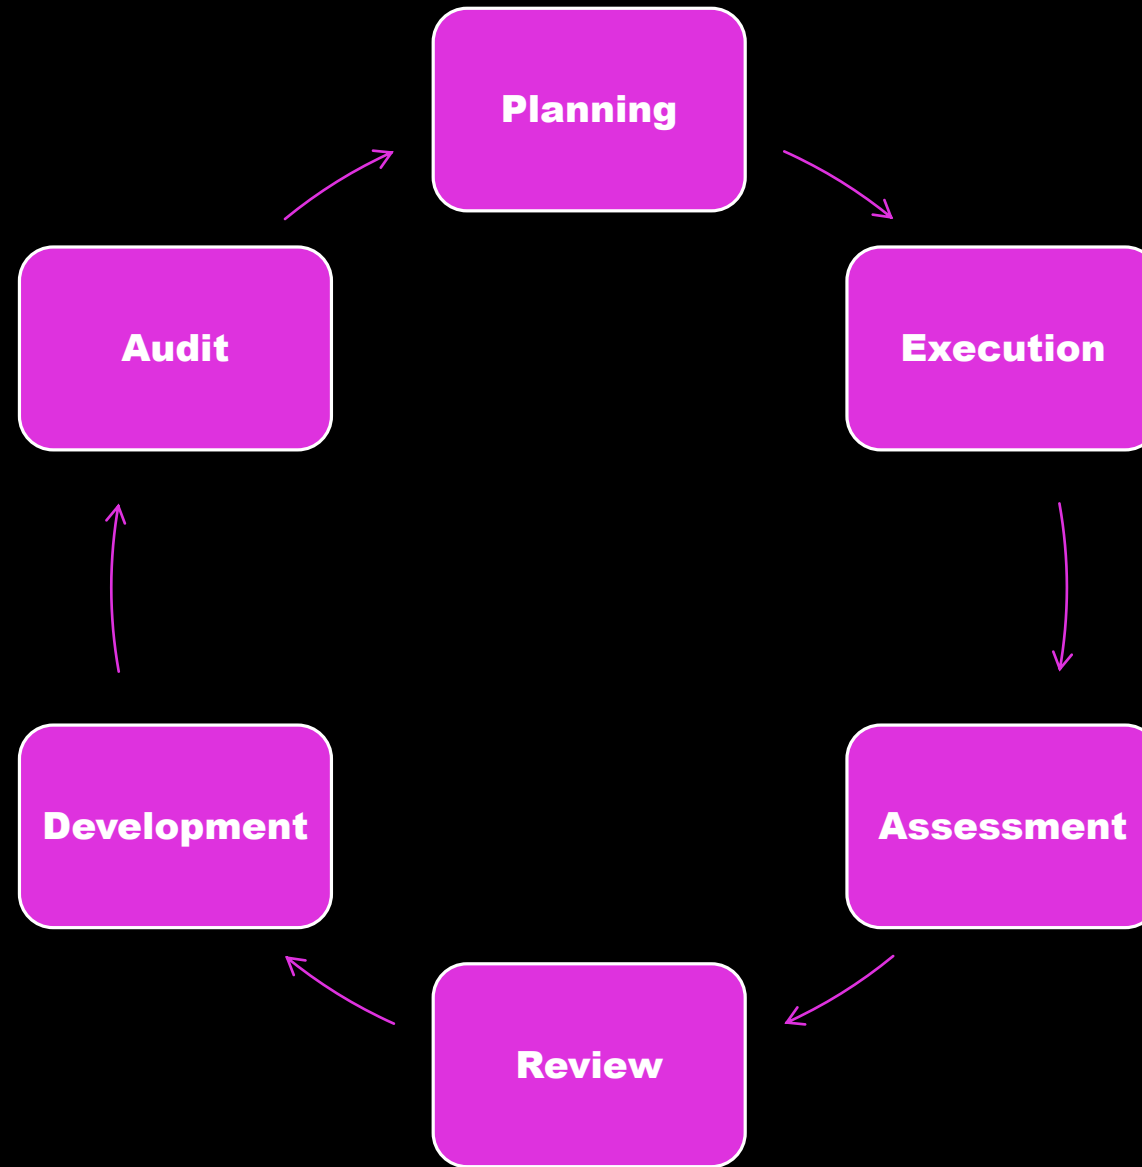 Planning
Execution
Assessment
Review
Development
Audit